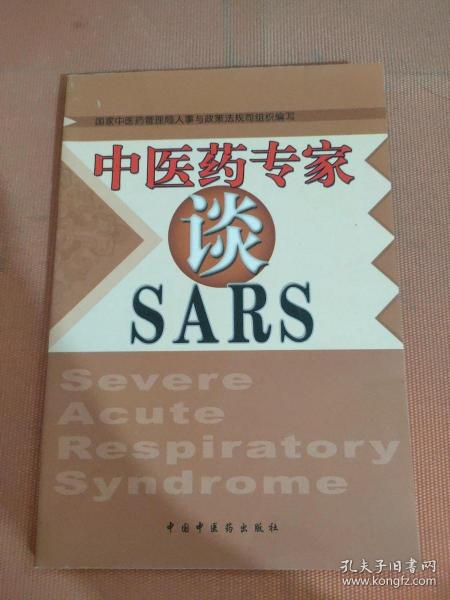 国家中医药管理局人事与政策法规司组织编写
中医药专家
谈
SARS
Severe
Acute
Respiratory
Syndrome
中国中医药出版社
孔夫子旧书网
www.kongfz.com